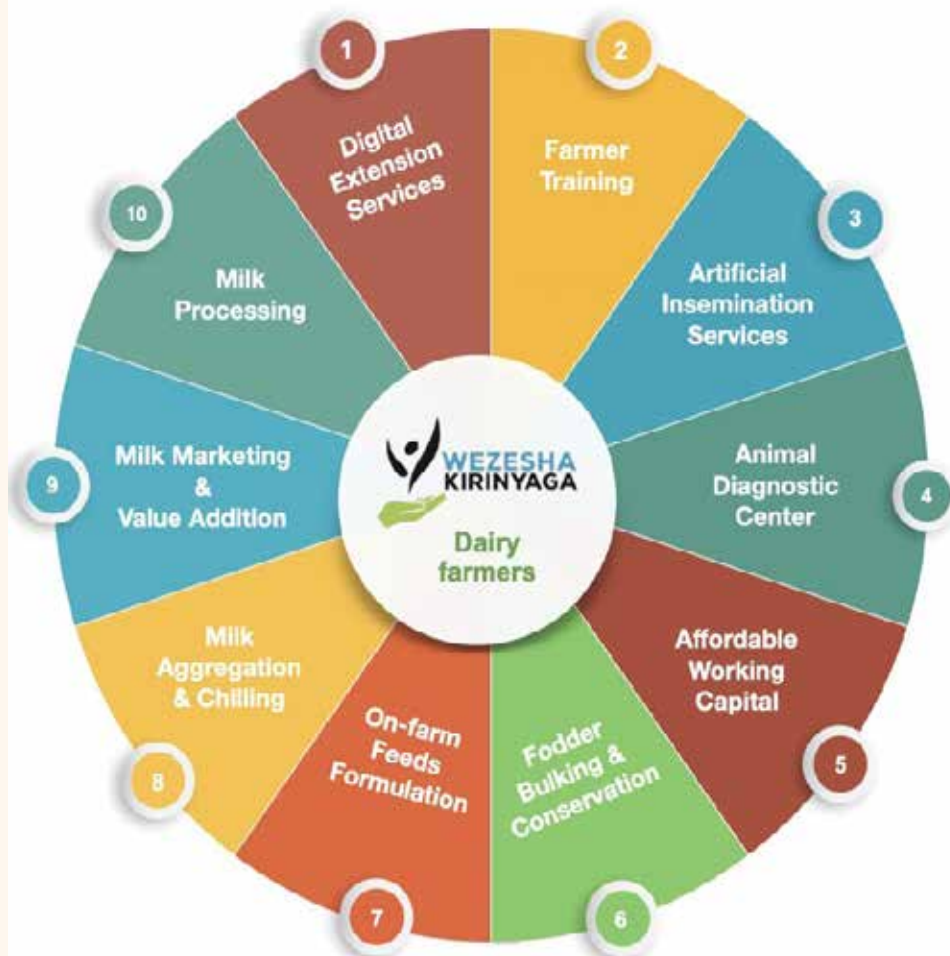 1
Digital
Extension
Services
2
Farmer
Training
3
Artificial
Insemination
Services
4
Animal
Diagnostic
Center
5
Affordable
Working
Capital
6
Fodder
Bulking &
Conservation
7
On-farm
Feeds
Formulation
8
Milk
Aggregation
& Chilling
9
Milk Marketing
&
Value Addition
10
Milk
Processing
WEZESHA
KIRINYAGA
Dairy
farmers